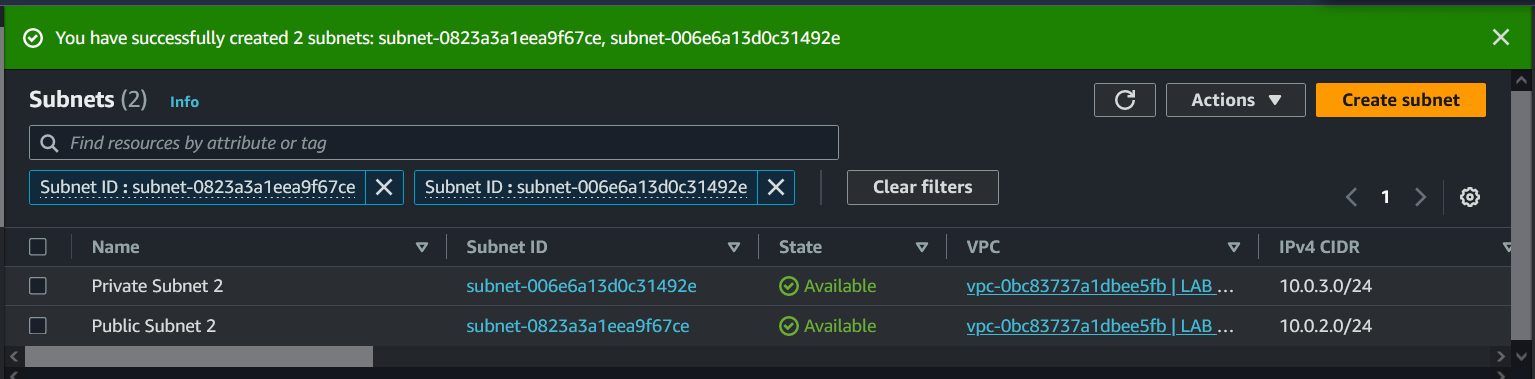 You have successfully created 2 subnets: subnet-0823a3a1eea9f67ce, subnet-006e6a13d0c31492e
Subnets (2) Info
Actions
Create subnet
Find resources by attribute or tag
Subnet ID : subnet-0823a3a1eea9f67ce
Subnet ID : subnet-006e6a13d0c31492e
Clear filters
1
Name Subnet ID State VPC IPv4 CIDR
Private Subnet 2 subnet-006e6a13d0c31492e Available vpc-0bc83737a1dbee5fb | LAB ... 10.0.3.0/24
Public Subnet 2 subnet-0823a3a1eea9f67ce Available vpc-0bc83737a1dbee5fb | LAB ... 10.0.2.0/24